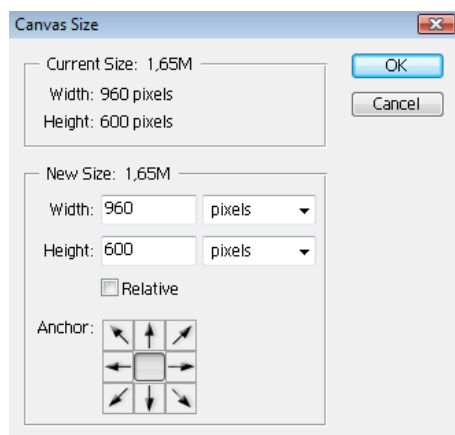 Canvas Size
Current Size: 1,65M
OK
Width: 960 pixels
Cancel
Height: 600 pixels
New Size: 1,65M
Width: 960 pixels
Height: 600 pixels
Relative
Anchor: